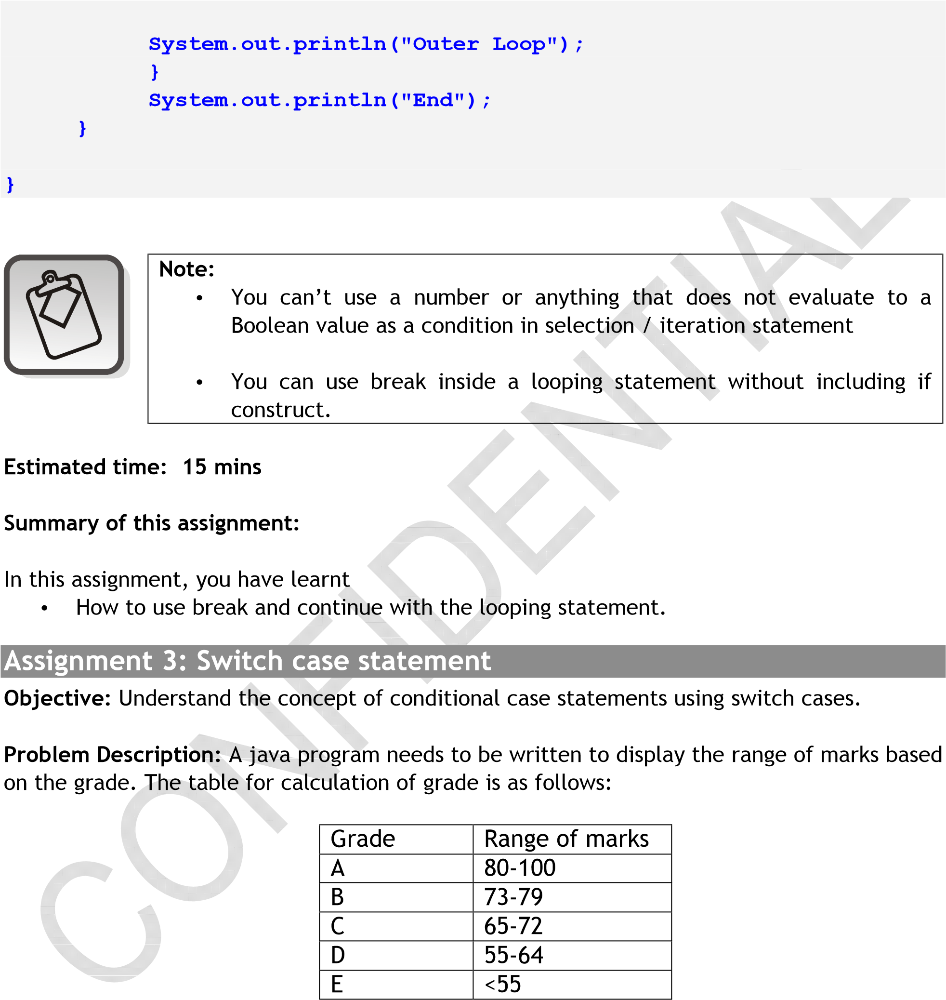 System.out.println("Outer Loop");
}
System.out.println("End");
}
}
Note:
• You can't use a number or anything that does not evaluate to a
Boolean value as a condition in selection / iteration statement
• You can use break inside a looping statement without including if
construct.
Estimated time: 15 mins
Summary of this assignment:
In this assignment, you have learnt
• How to use break and continue with the looping statement.
Assignment 3: Switch case statement
Objective: Understand the concept of conditional case statements using switch cases.
Problem Description: A java program needs to be written to display the range of marks based
on the grade. The table for calculation of grade is as follows:
Grade Range of marks
A 80-100
B 73-79
C 65-72
D 55-64
E <55
CONFIDENTIAL